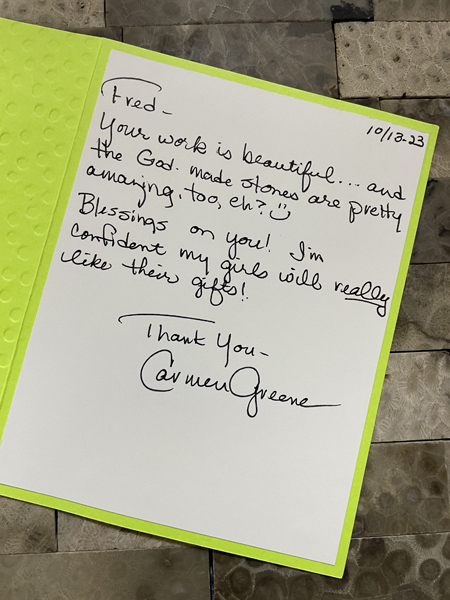 10/13-23
Fred-
Your work is beautiful... and
the God-made stones are pretty
amazing, too, eh? ☺
Blessings on you! I'm
confident my girls will really
like their gifts!
Thank You-
Carmen Greene